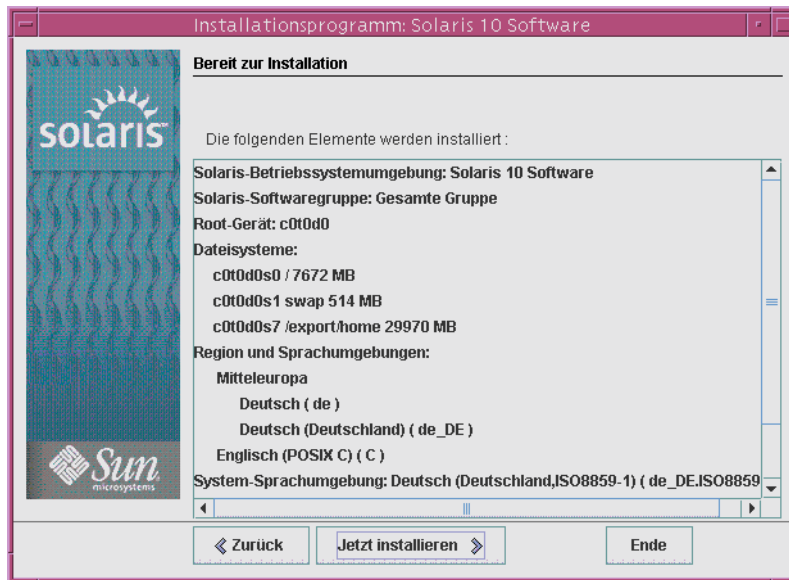 Installationsprogramm: Solaris 10 Software
Bereit zur Installation
solaris
Die folgenden Elemente werden installiert :
Solaris-Betriebssystemumgebung: Solaris 10 Software
Solaris-Softwaregruppe: Gesamte Gruppe
Root-Gerät: c0t0d0
Dateisysteme:
c0t0d0s0 / 7672 MB
c0t0d0s1 swap 514 MB
c0t0d0s7 /export/home 29970 MB
Region und Sprachumgebungen:
Mitteleuropa
Deutsch ( de )
Deutsch (Deutschland) ( de_DE )
Englisch (POSIX C) ( C )
System-Sprachumgebung: Deutsch (Deutschland,ISO8859-1) ( de_DE.ISO8859
Sun
microsystems
Zurück
Jetzt installieren
Ende